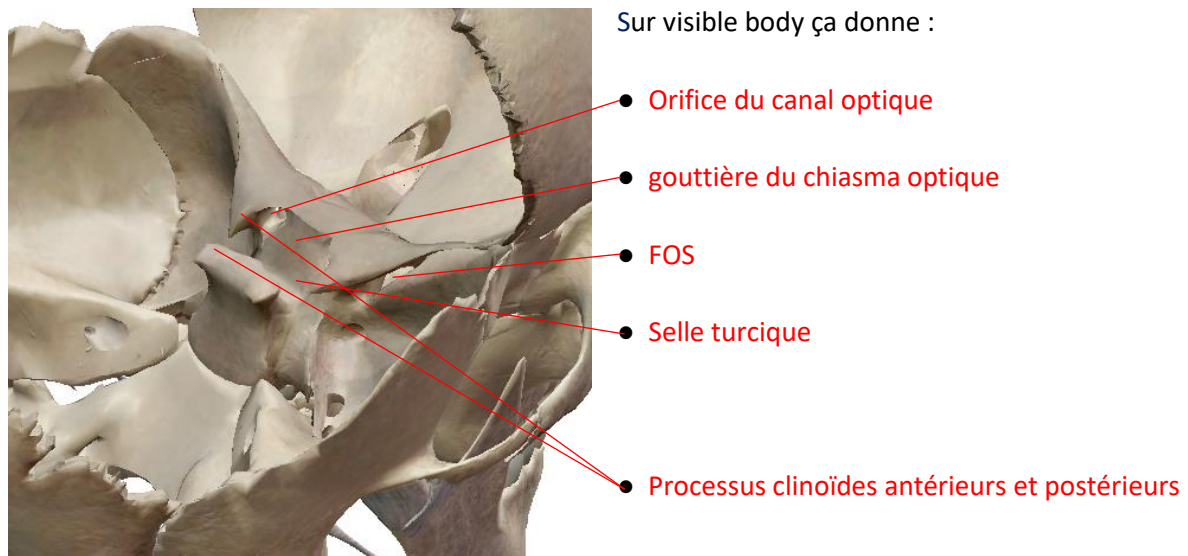 Sur visible body ça donne :
● Orifice du canal optique
● gouttière du chiasma optique
● FOS
● Selle turcique
● Processus clinoïdes antérieurs et postérieurs